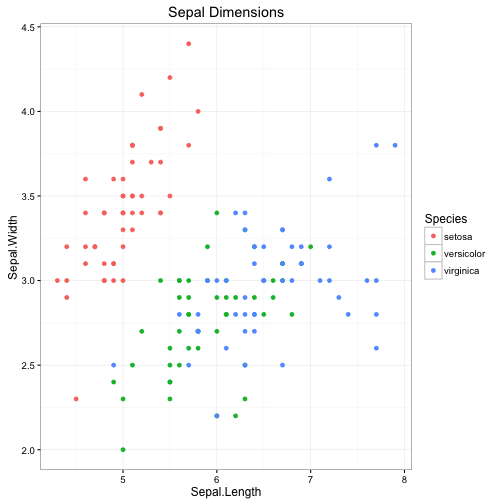 Sepal Dimensions
Sepal.Width
4.5
4.0
3.5
3.0
2.5
2.0
5 6 7 8
Sepal.Length
Species
setosa
versicolor
virginica